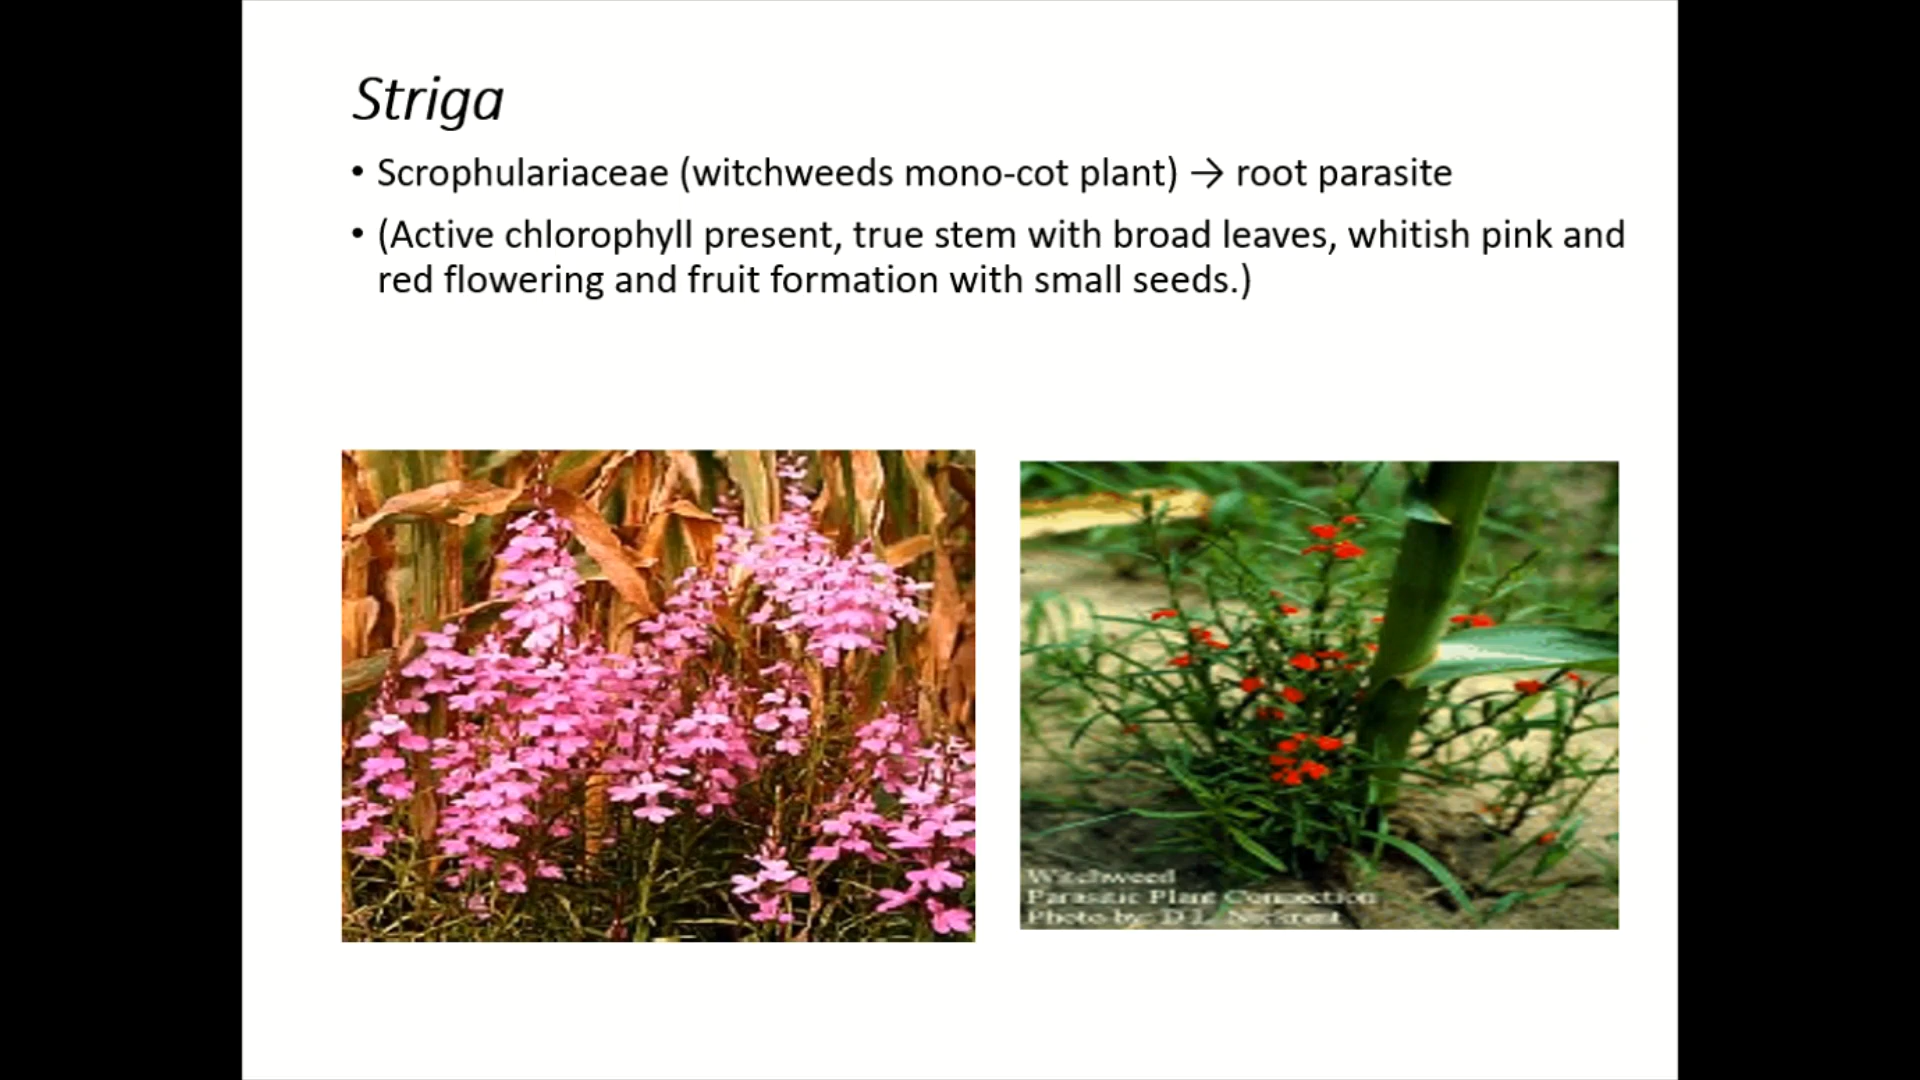 Striga
• Scrophulariaceae (witchweeds mono-cot plant) → root parasite
• (Active chlorophyll present, true stem with broad leaves, whitish pink and
red flowering and fruit formation with small seeds.)
Witchweed
Parasitic Plant Connection
Photo by: D.L. Nickrent